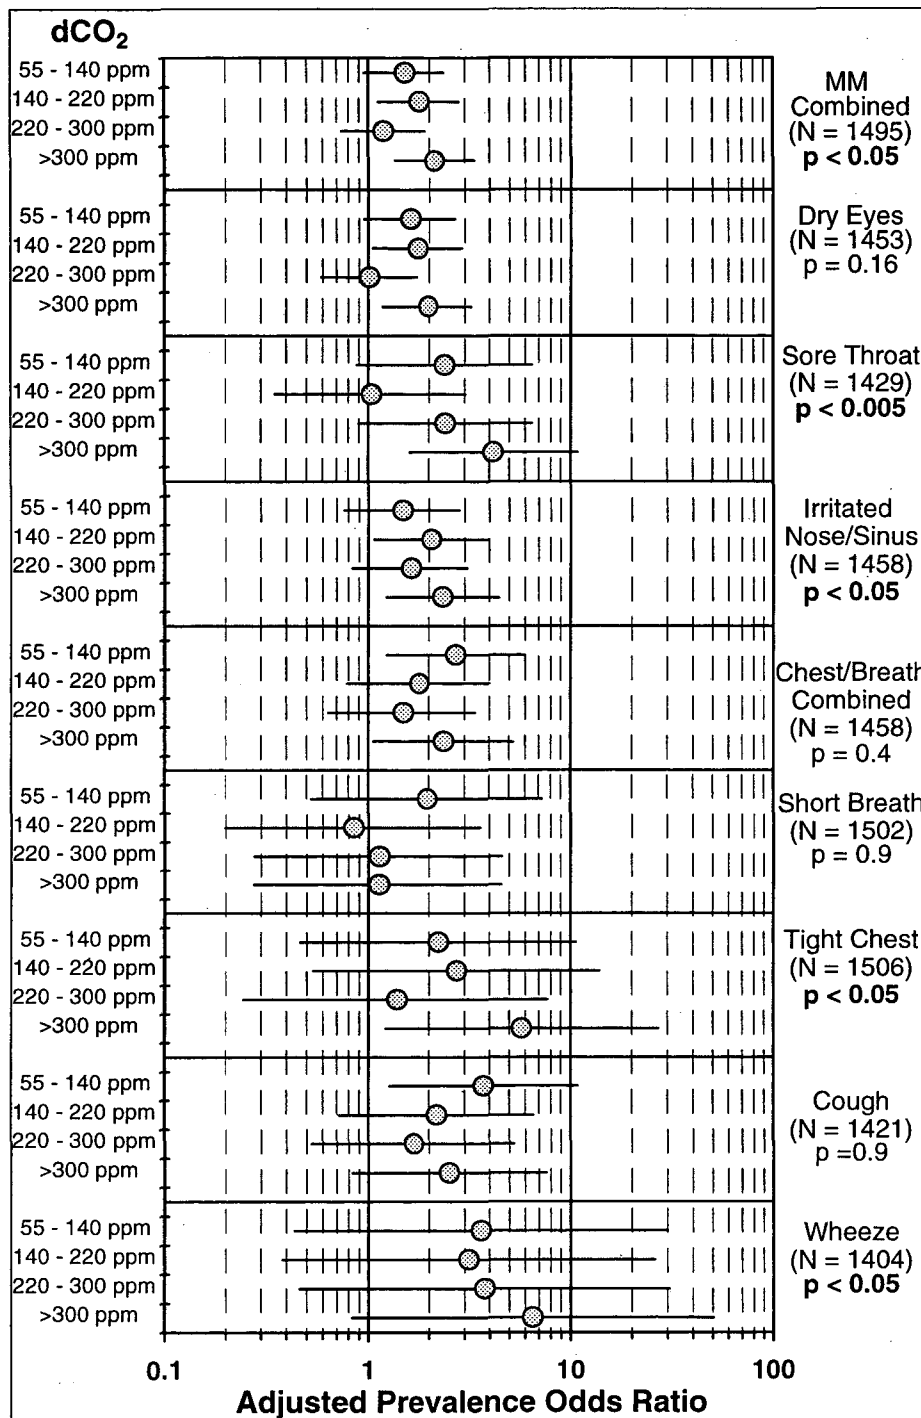 dCO₂
55 - 140 ppm
140 - 220 ppm
220 - 300 ppm
>300 ppm
MM
Combined
(N = 1495)
p < 0.05
55 - 140 ppm
140 - 220 ppm
220 - 300 ppm
>300 ppm
Dry Eyes
(N = 1453)
p = 0.16
55 - 140 ppm
140 - 220 ppm
220 - 300 ppm
>300 ppm
Sore Throat
(N = 1429)
p < 0.005
55 - 140 ppm
140 - 220 ppm
220 - 300 ppm
>300 ppm
Irritated
Nose/Sinus
(N = 1458)
p < 0.05
55 - 140 ppm
140 - 220 ppm
220 - 300 ppm
>300 ppm
Chest/Breath
Combined
(N = 1458)
p = 0.4
55 - 140 ppm
140 - 220 ppm
220 - 300 ppm
>300 ppm
Short Breath
(N = 1502)
p = 0.9
55 - 140 ppm
140 - 220 ppm
220 - 300 ppm
>300 ppm
Tight Chest
(N = 1506)
p < 0.05
55 - 140 ppm
140 - 220 ppm
220 - 300 ppm
>300 ppm
Cough
(N = 1421)
p =0.9
55 - 140 ppm
140 - 220 ppm
220 - 300 ppm
>300 ppm
Wheeze
(N = 1404)
p < 0.05
0.1 1 10 100
Adjusted Prevalence Odds Ratio